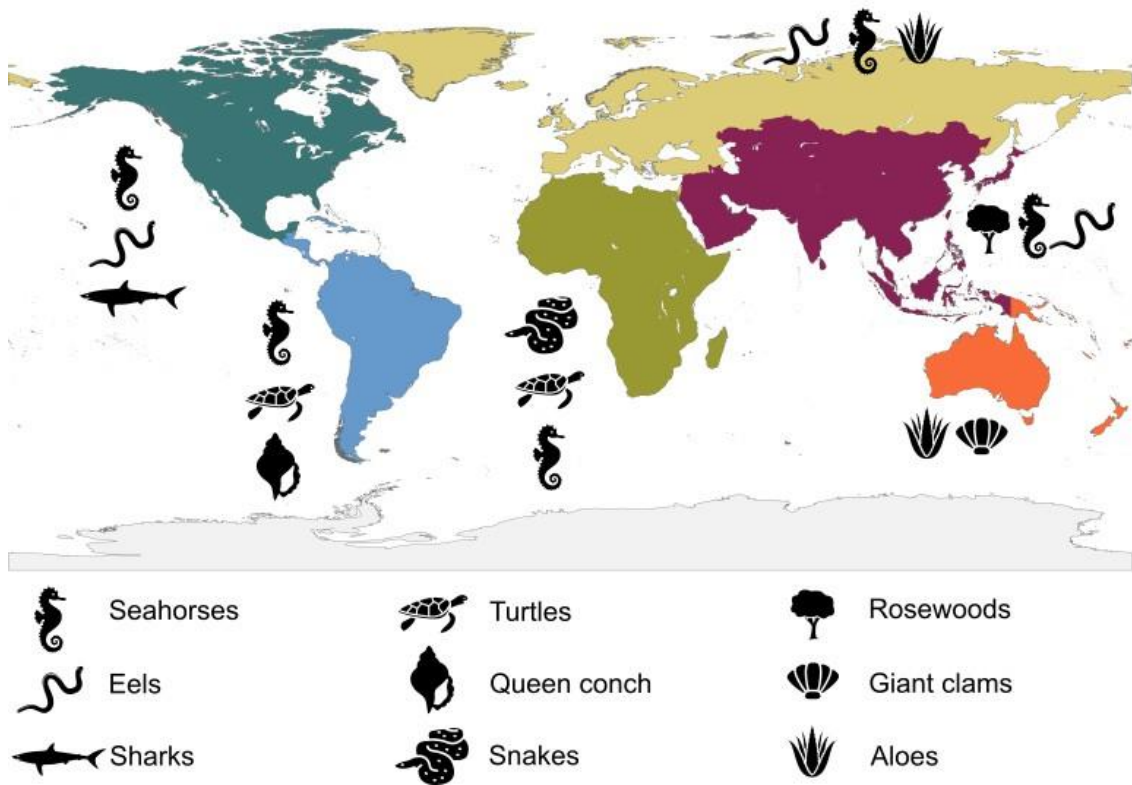 Seahorses
Turtles
Rosewoods
Eels
Queen conch
Giant clams
Sharks
Snakes
Aloes